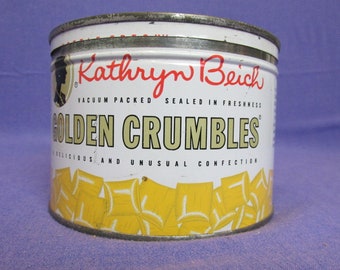 Kathryn Beich®
VACUUM PACKED SEALED IN FRESHNESS
GOLDEN CRUMBLES®
DELICIOUS AND UNUSUAL CONFECTION